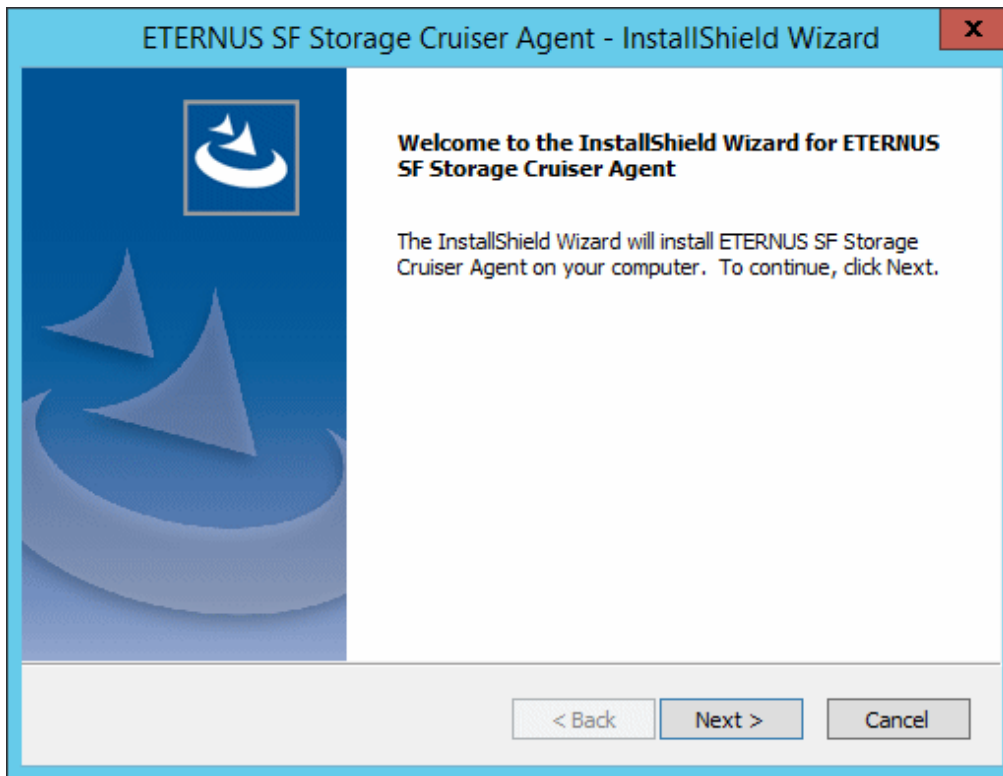 ETERNUS SF Storage Cruiser Agent - InstallShield Wizard
x
Welcome to the InstallShield Wizard for ETERNUS
SF Storage Cruiser Agent
The InstallShield Wizard will install ETERNUS SF Storage
Cruiser Agent on your computer. To continue, click Next.
< Back Next > Cancel